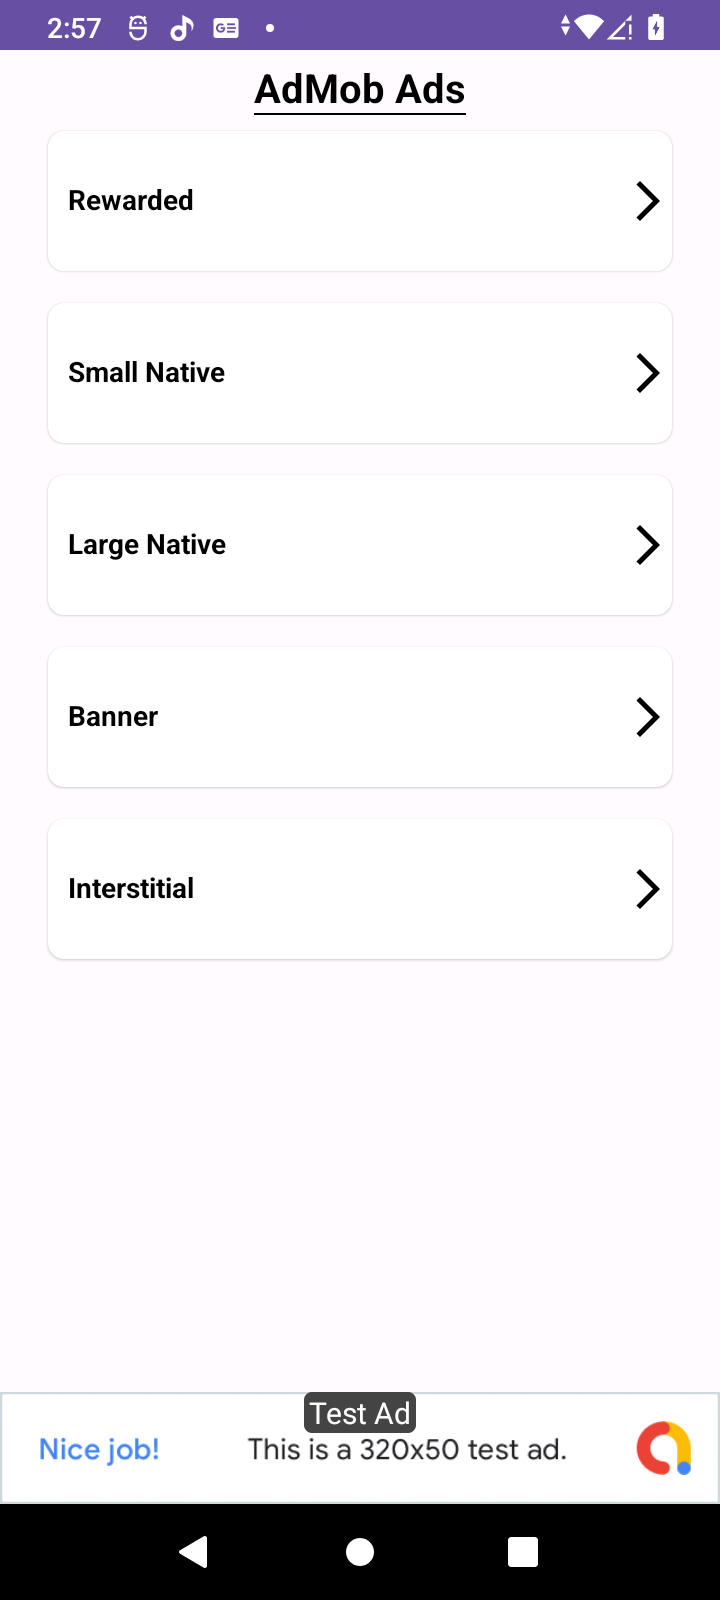 2:57
AdMob Ads
Rewarded
Small Native
Large Native
Banner
Interstitial
Test Ad
Nice job!
This is a 320x50 test ad.